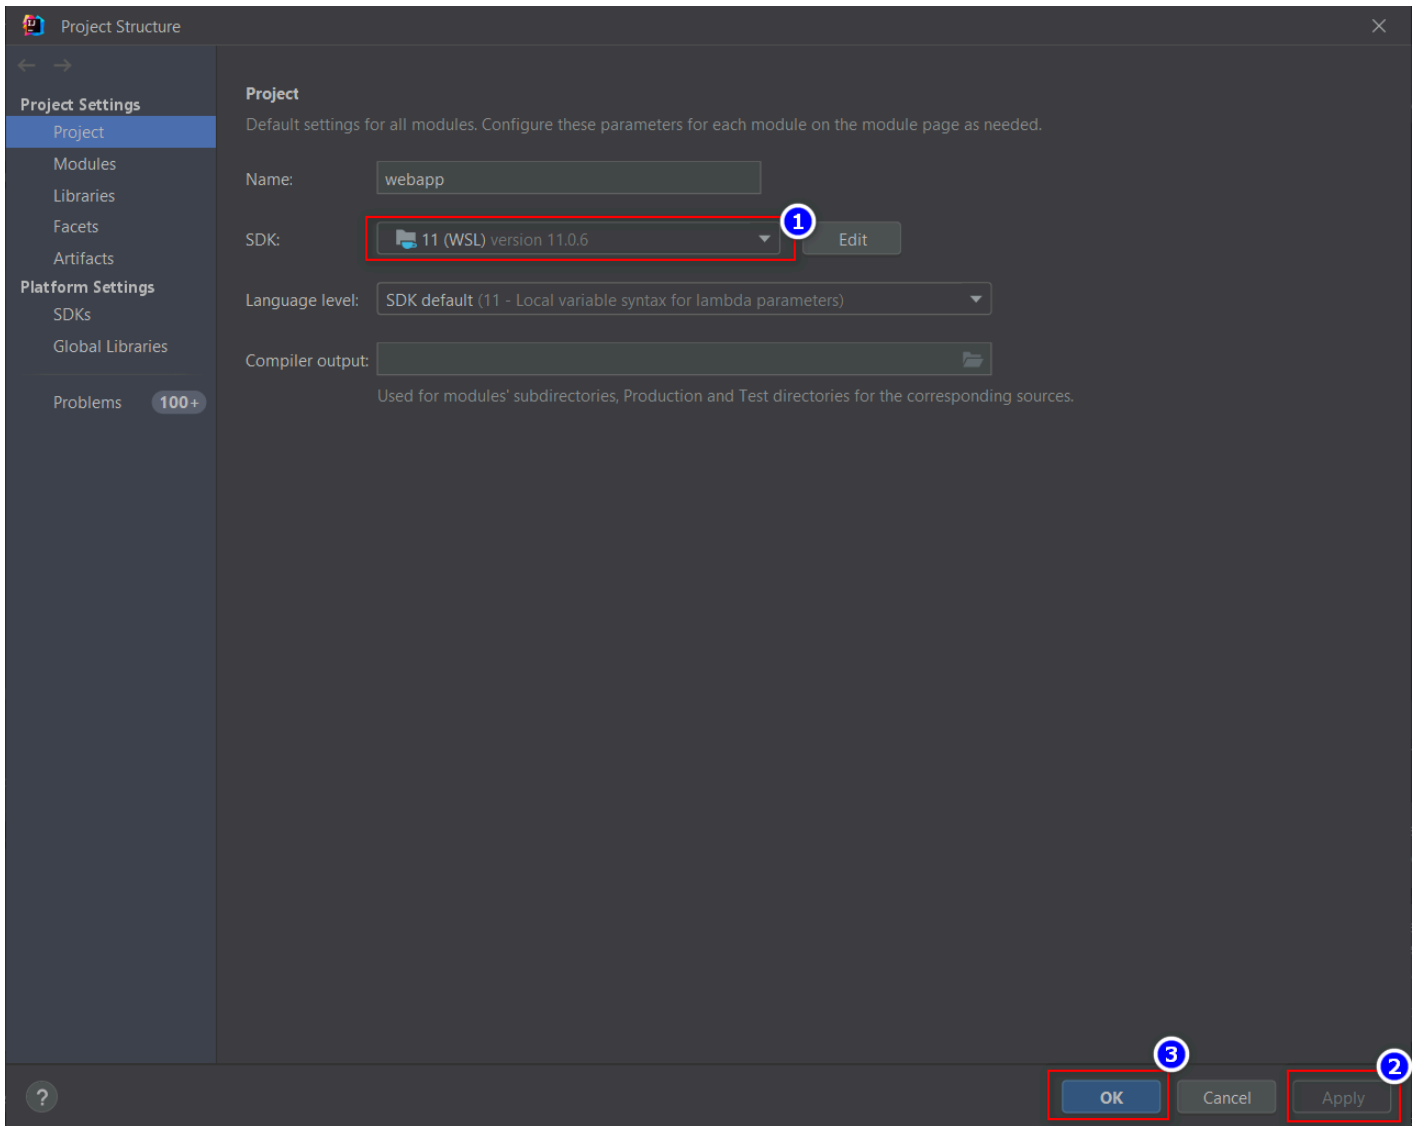 Project Structure
Project Settings
Project
Modules
Libraries
Facets
Artifacts
Platform Settings
SDKs
Global Libraries
Problems 100+
Project
Default settings for all modules. Configure these parameters for each module on the module page as needed.
Name: webapp
SDK: 11 (WSL) version 11.0.6 1 Edit
Language level: SDK default (11 - Local variable syntax for lambda parameters)
Compiler output:
Used for modules' subdirectories, Production and Test directories for the corresponding sources.
3 2
? OK Cancel Apply